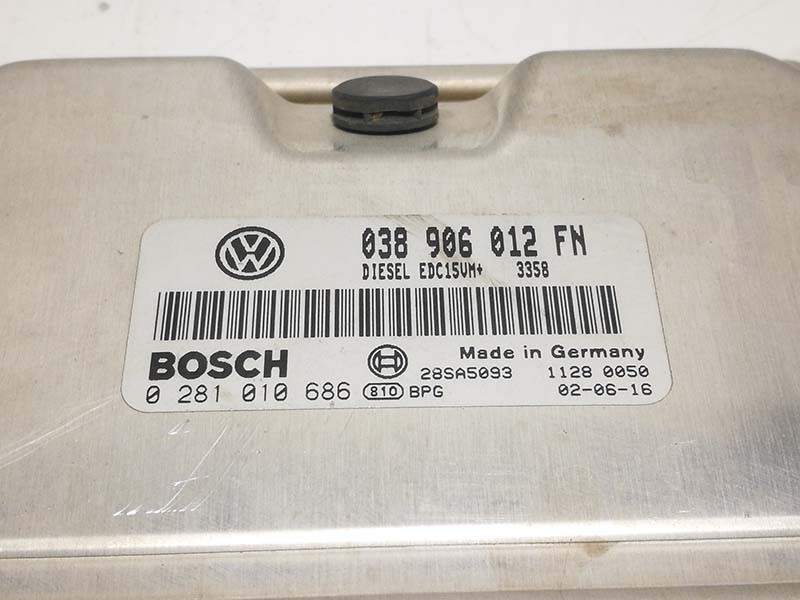 038 906 012 FN
DIESEL EDC15VM+ 3358
BOSCH Made in Germany
28SA5093 1128 0050
0 281 010 686 810 BPG 02-06-16